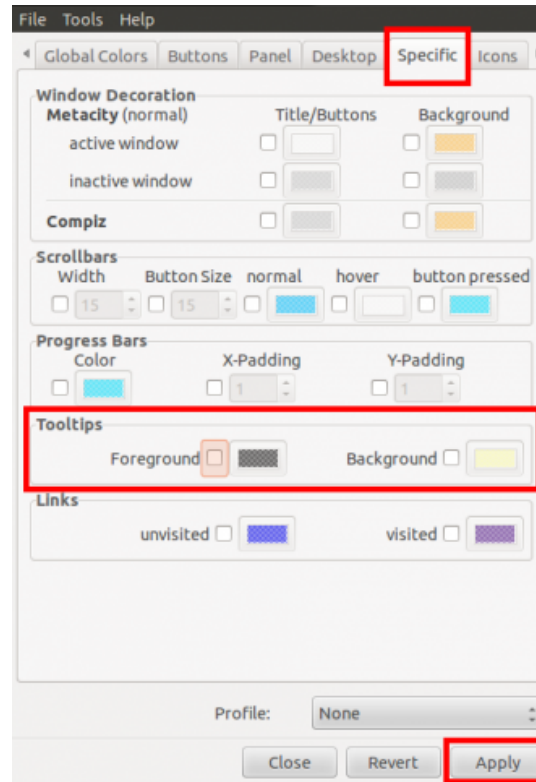 File Tools Help
Global Colors Buttons Panel Desktop Specific Icons
Window Decoration
Metacity (normal) Title/Buttons Background
active window
inactive window
Compiz
Scrollbars
Width Button Size normal hover button pressed
15 15
Progress Bars
Color X-Padding Y-Padding
1 1
Tooltips
Foreground Background
Links
unvisited visited
Profile: None
Close Revert Apply